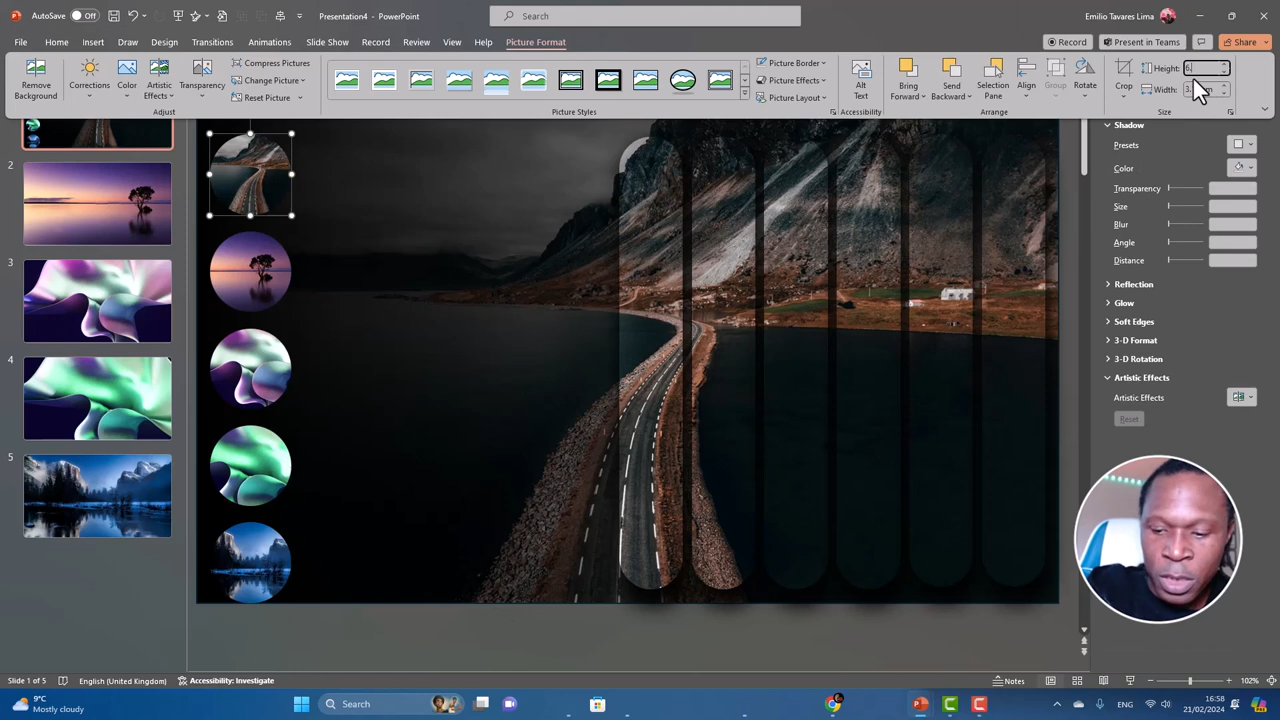 AutoSave Off Presentation4 • PowerPoint Search Emilio Tavares Lima
File Home Insert Draw Design Transitions Animations Slide Show Record Review View Help Picture Format Record Present in Teams Share
Remove Background
Corrections
Color
Artistic Effects
Transparency
Compress Pictures
Change Picture
Reset Picture
Adjust
Picture Styles
Picture Border
Picture Effects
Picture Layout
Alt Text
Accessibility
Bring Forward
Send Backward
Selection Pane
Align
Group
Rotate
Arrange
Crop
Height: 6.
Width:
Size
Shadow
Presets
Color
Transparency
Size
Blur
Angle
Distance
Reflection
Glow
Soft Edges
3-D Format
3-D Rotation
Artistic Effects
Artistic Effects
Reset
2
3
4
5
Slide 1 of 5 English (United Kingdom) Accessibility: Investigate Notes 102%
9°C
Mostly cloudy
Search
ENG
16:58
21/02/2024